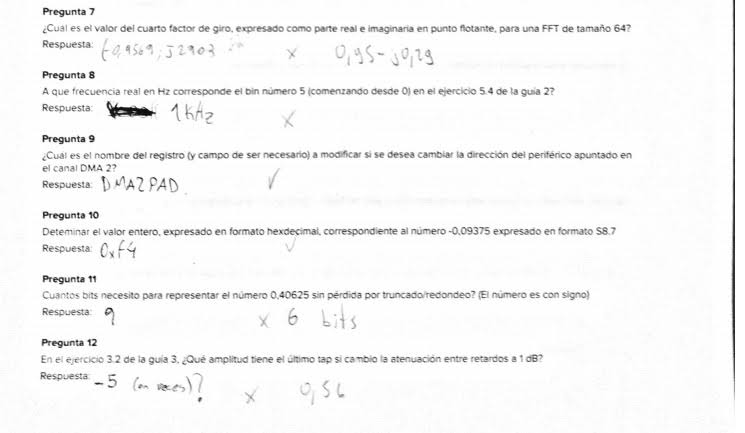 Pregunta 7
¿Cual es el valor del cuarto factor de giro, expresado como parte real e imaginaria en punto flotante, para una FFT de tamaño 64?
Respuesta: (-0,9569; J2903 x 0,95-j0,29
Pregunta 8
A que frecuencia real en Hz corresponde el bin número 5 (comenzando desde 0) en el ejercicio 5.4 de la guía 2?
Respuesta: 1KHz x
Pregunta 9
¿Cual es el nombre del registro (y campo de ser necesario) a modificar si se desea cambiar la dirección del periférico apuntado en
el canal DMA 2?
Respuesta: DMA2PAD ✓
Pregunta 10
Deteminar el valor entero, expresado en formato hexdecimal, correspondiente al número -0,09375 expresado en formato S8.7
Respuesta: 0xf4 ✓
Pregunta 11
Cuantos bits necesito para representar el número 0,40625 sin pérdida por truncado/redondeo? (El número es con signo)
Respuesta: 9 x 6 bits
Pregunta 12
En el ejercicio 3.2 de la guía 3, ¿Qué amplitud tiene el último tap si cambio la atenuación entre retardos a 1 dB?
Respuesta: -5 (en veces)? x 0,56